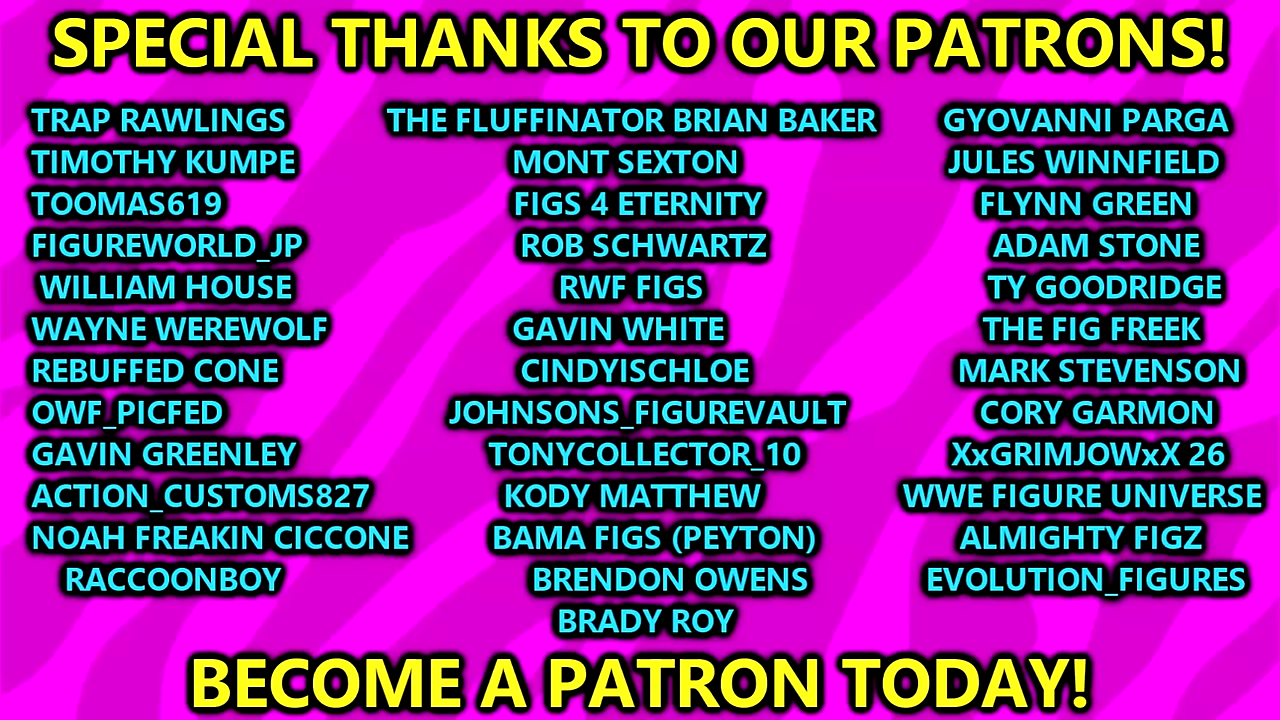 SPECIAL THANKS TO OUR PATRONS!
TRAP RAWLINGS
TIMOTHY KUMPE
TOOMAS619
FIGUREWORLD_JP
WILLIAM HOUSE
WAYNE WEREWOLF
REBUFFED CONE
OWF_PICFED
GAVIN GREENLEY
ACTION_CUSTOMS827
NOAH FREAKIN CICCONE
RACCOONBOY
THE FLUFFINATOR BRIAN BAKER
MONT SEXTON
FIGS 4 ETERNITY
ROB SCHWARTZ
RWF FIGS
GAVIN WHITE
CINDYISCHLOE
JOHNSONS_FIGUREVAULT
TONYCOLLECTOR_10
KODY MATTHEW
BAMA FIGS (PEYTON)
BRENDON OWENS
BRADY ROY
GYOVANNI PARGA
JULES WINNFIELD
FLYNN GREEN
ADAM STONE
TY GOODRIDGE
THE FIG FREEK
MARK STEVENSON
CORY GARMON
XxGRIMJOWxX 26
WWE FIGURE UNIVERSE
ALMIGHTY FIGZ
EVOLUTION_FIGURES
BECOME A PATRON TODAY!